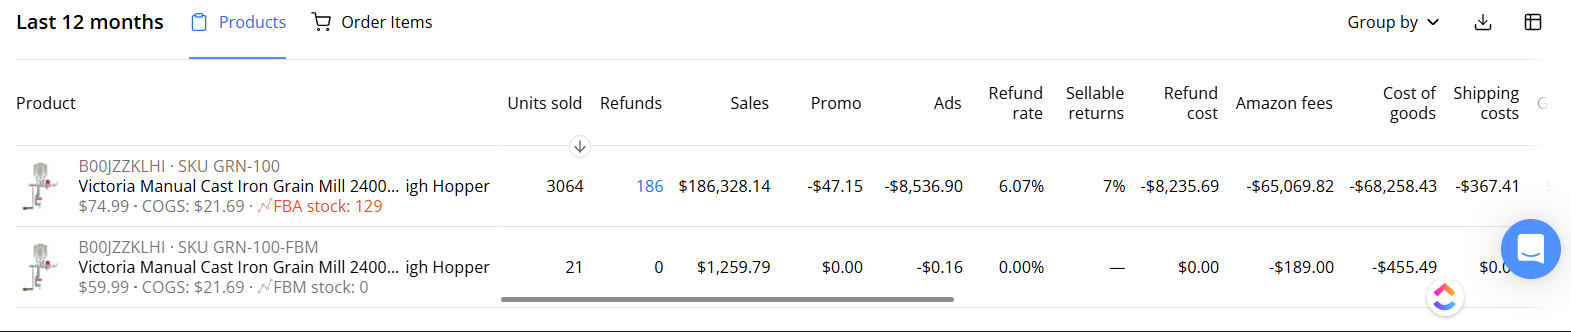 Last 12 months Products Order Items Group by
Product Units sold Refunds Sales Promo Ads Refund rate Sellable returns Refund cost Amazon fees Cost of goods Shipping costs G
B00JZZKLHI · SKU GRN-100
Victoria Manual Cast Iron Grain Mill 2400... igh Hopper 3064 186 $186,328.14 -$47.15 -$8,536.90 6.07% 7% -$8,235.69 -$65,069.82 -$68,258.43 -$367.41
$74.99 · COGS: $21.69 · FBA stock: 129
B00JZZKLHI · SKU GRN-100-FBM
Victoria Manual Cast Iron Grain Mill 2400... igh Hopper 21 0 $1,259.79 $0.00 -$0.16 0.00% — $0.00 -$189.00 -$455.49
$59.99 · COGS: $21.69 · FBM stock: 0